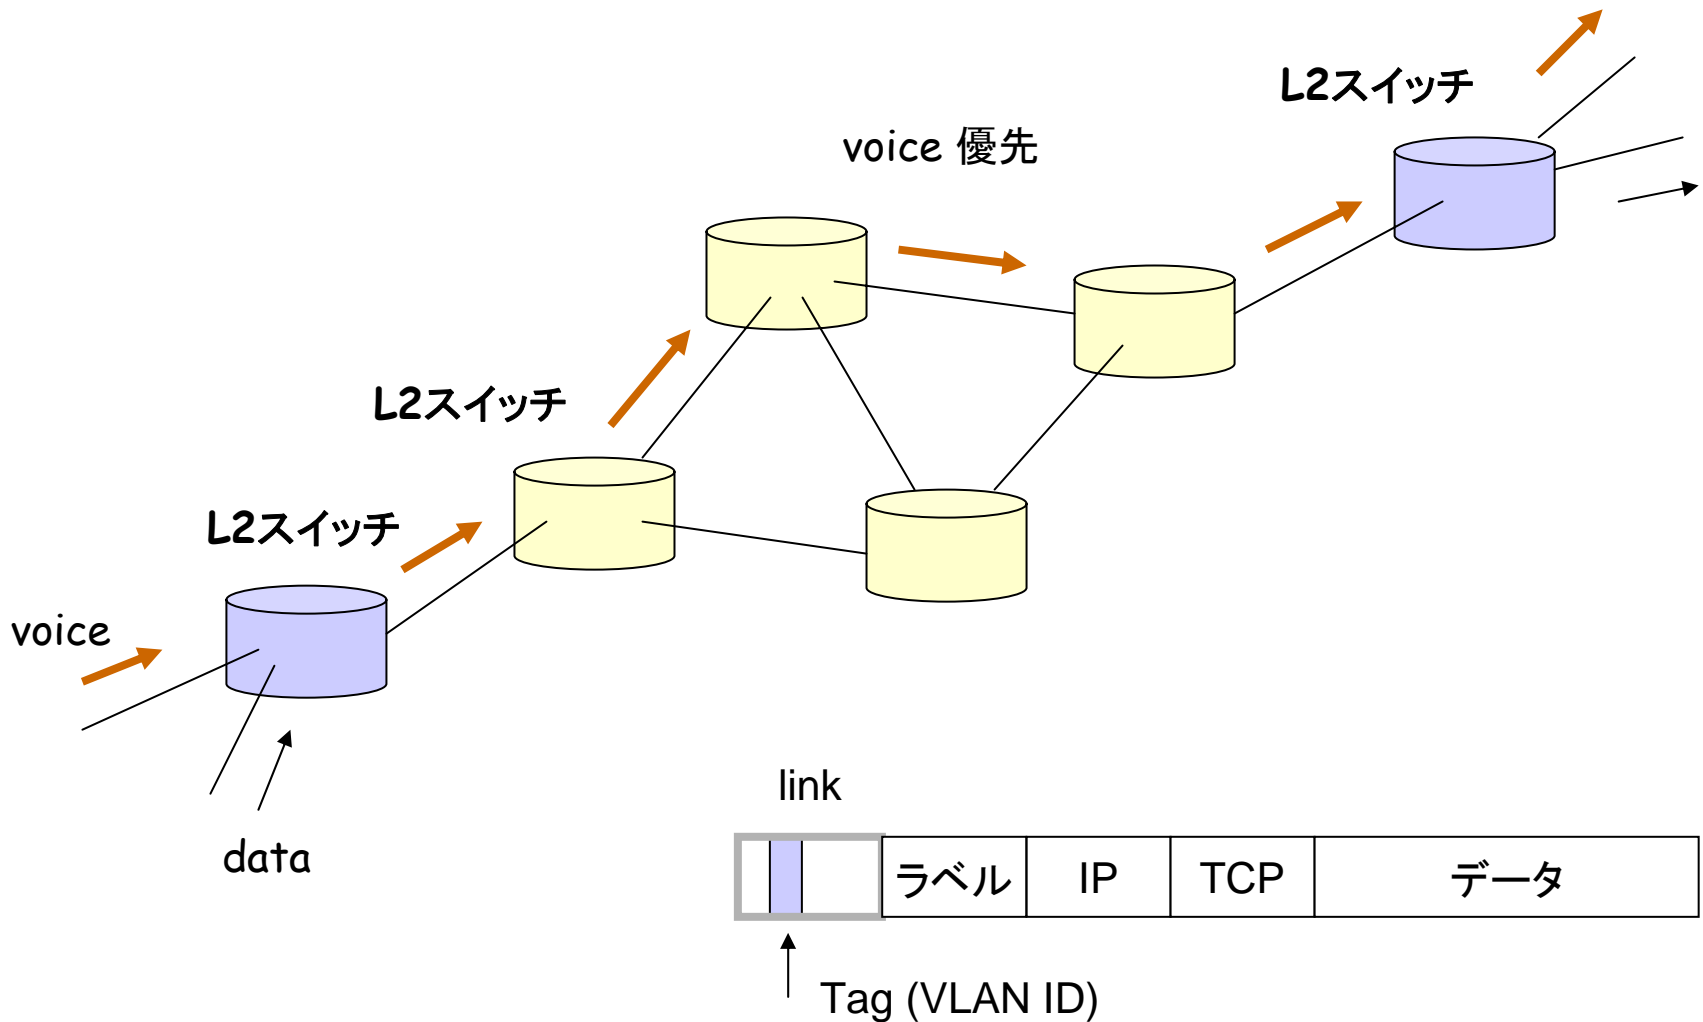 L2スイッチ
voice 優先
L2スイッチ
L2スイッチ
voice
data
link
ラベル IP TCP データ
Tag (VLAN ID)